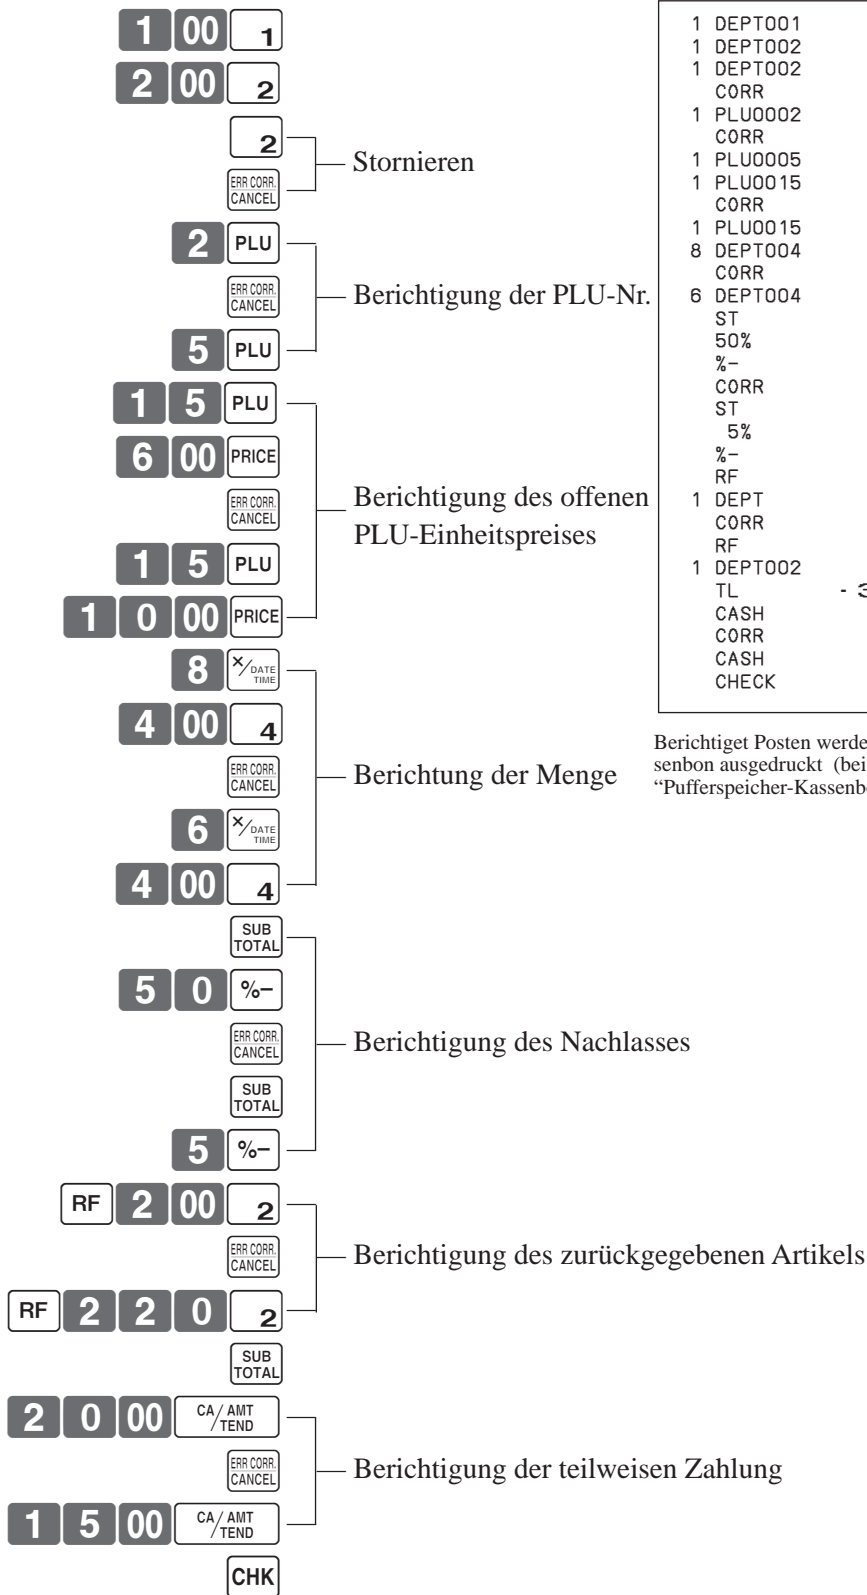 1 00 1
2 00 2
2
ERR CORR. CANCEL
Stornieren
2 PLU
ERR CORR. CANCEL
5 PLU
Berichtigung der PLU-Nr.
1 5 PLU
6 00 PRICE
ERR CORR. CANCEL
1 5 PLU
1 0 00 PRICE
Berichtigung des offenen
PLU-Einheitspreises
8 ×/DATE TIME
4 00 4
ERR CORR. CANCEL
6 ×/DATE TIME
4 00 4
Berichtung der Menge
SUB TOTAL
5 0 %–
ERR CORR. CANCEL
SUB TOTAL
5 %–
Berichtigung des Nachlasses
RF 2 00 2
ERR CORR. CANCEL
RF 2 2 0 2
Berichtigung des zurückgegebenen Artikels
SUB TOTAL
2 0 00 CA/AMT TEND
ERR CORR. CANCEL
1 5 00 CA/AMT TEND
Berichtigung der teilweisen Zahlung
CHK
1 DEPT001
1 DEPT002
1 DEPT002
CORR
1 PLU0002
CORR
1 PLU0005
1 PLU0015
CORR
1 PLU0015
8 DEPT004
CORR
6 DEPT004
ST
50%
%-
CORR
ST
5%
%-
RF
1 DEPT
CORR
RF
1 DEPT002
TL -
CASH
CORR
CASH
CHECK
Berichtiget Posten
senbon ausgedruckt (bei